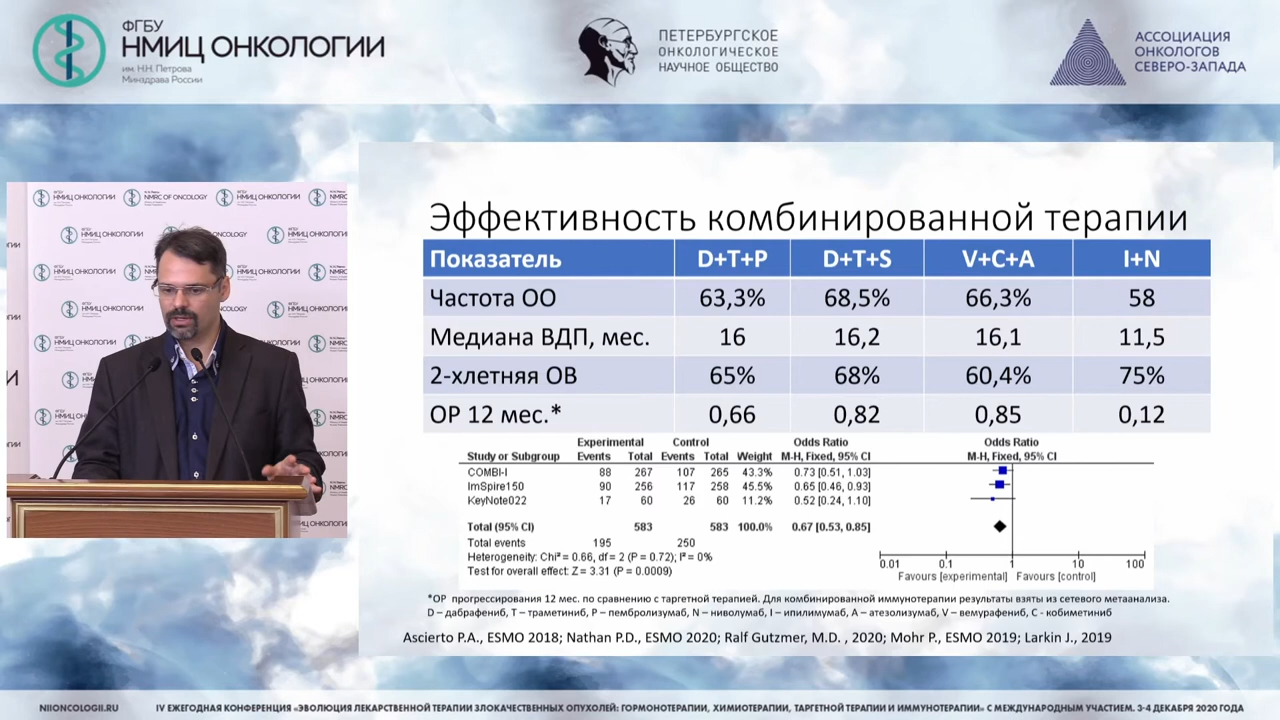 ФГБУ
НМИЦ ОНКОЛОГИИ
им. Н.Н. Петрова
Минздрава России
ПЕТЕРБУРГСКОЕ
ОНКОЛОГИЧЕСКОЕ
НАУЧНОЕ ОБЩЕСТВО
АССОЦИАЦИЯ
ОНКОЛОГОВ
СЕВЕРО-ЗАПАДА
ФГБУ НМИЦ ОНКОЛОГИИ
NMRC OF ONCOLOGY
Эффективность комбинированной терапии
Показатель D+T+P D+T+S V+C+A I+N
Частота ОО 63,3% 68,5% 66,3% 58
Медиана ВДП, мес. 16 16,2 16,1 11,5
2-хлетняя ОВ 65% 68% 60,4% 75%
ОР 12 мес.* 0,66 0,82 0,85 0,12
Experimental Control Odds Ratio Odds Ratio
Study or Subgroup Events Total Events Total Weight M-H, Fixed, 95% CI M-H, Fixed, 95% CI
COMBI-I 88 267 107 265 43.3% 0.73 [0.51, 1.03]
ImSpire150 90 256 117 258 45.5% 0.65 [0.46, 0.93]
KeyNote022 17 60 26 60 11.2% 0.52 [0.24, 1.10]
Total (95% CI) 583 583 100.0% 0.67 [0.53, 0.85]
Total events 195 250
Heterogeneity: Chi² = 0.66, df = 2 (P = 0.72); I² = 0%
Test for overall effect: Z = 3.31 (P = 0.0009)
0.01 0.1 1 10 100
Favours [experimental] Favours [control]
*ОР прогрессирования 12 мес. по сравнению с таргетной терапией. Для комбинированной иммунотерапии результаты взяты из сетевого метаанализа.
D – дабрафениб, T – траметиниб, P – пембролизумаб, N – ниволумаб, I – ипилимумаб, A – атезолизумаб, V – вемурафениб, C - кобиметиниб
Ascierto P.A., ESMO 2018; Nathan P.D., ESMO 2020; Ralf Gutzmer, M.D. , 2020; Mohr P., ESMO 2019; Larkin J., 2019
NIIONCOLOGII.RU IV ЕЖЕГОДНАЯ КОНФЕРЕНЦИЯ «ЭВОЛЮЦИЯ ЛЕКАРСТВЕННОЙ ТЕРАПИИ ЗЛОКАЧЕСТВЕННЫХ ОПУХОЛЕЙ: ГОРМОНОТЕРАПИИ, ХИМИОТЕРАПИИ, ТАРГЕТНОЙ ТЕРАПИИ И ИММУНОТЕРАПИИ» С МЕЖДУНАРОДНЫМ УЧАСТИЕМ. 3-4 ДЕКАБРЯ 2020 ГОДА